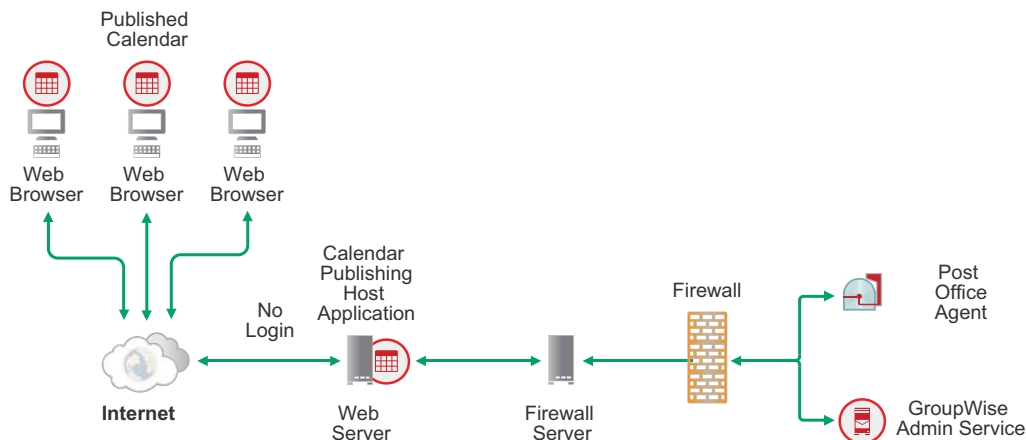 Published
Calendar
Web
Browser
Web
Browser
Web
Browser
Calendar
Publishing
Host
Application
No
Login
Firewall
Post
Office
Agent
Internet
Web
Server
Firewall
Server
GroupWise
Admin Service